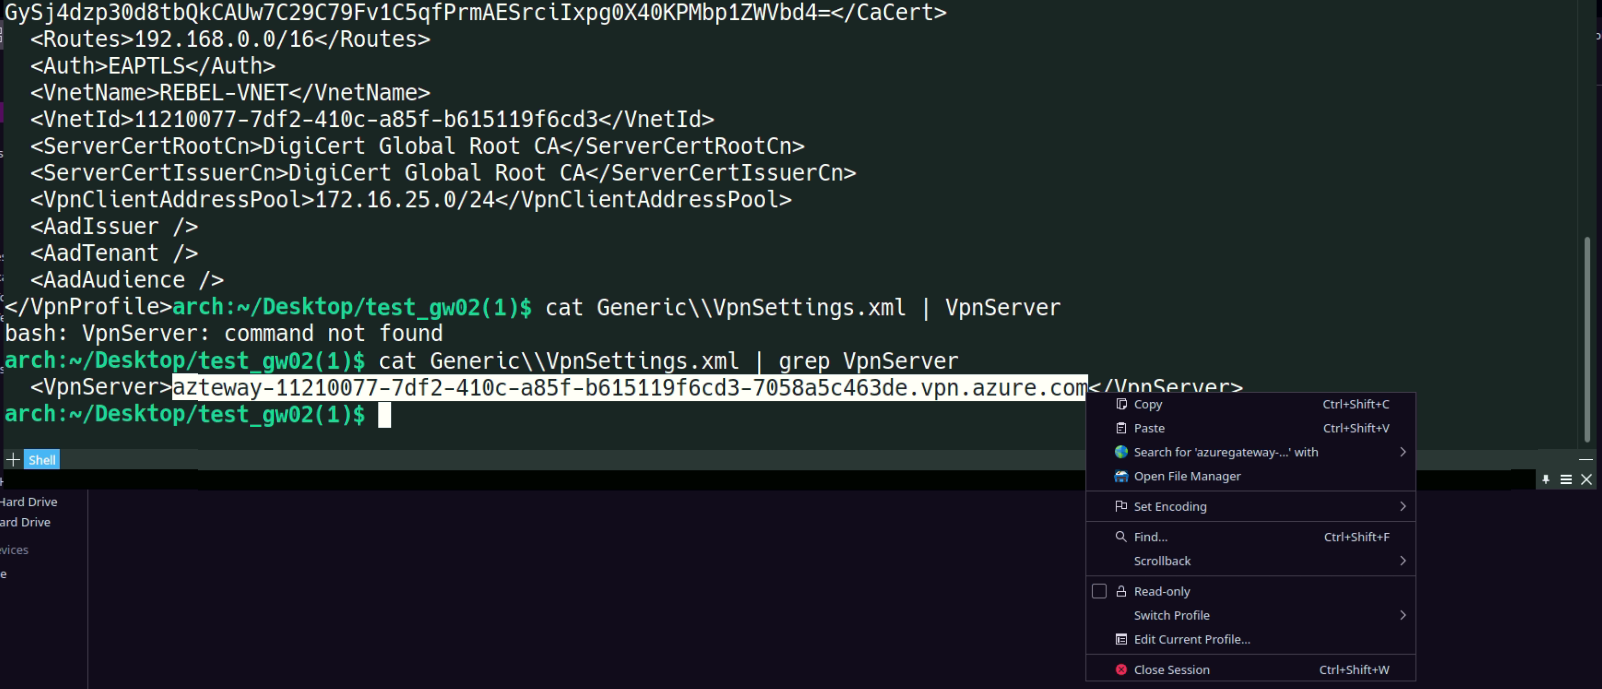 GySj4dzp30d8tbQkCAUw7C29C79Fv1C5qfPrmAESrciIxpg0X40KPMbp1ZWVbd4=</CaCert>
<Routes>192.168.0.0/16</Routes>
<Auth>EAPTLS</Auth>
<VnetName>REBEL-VNET</VnetName>
<VnetId>11210077-7df2-410c-a85f-b615119f6cd3</VnetId>
<ServerCertRootCn>DigiCert Global Root CA</ServerCertRootCn>
<ServerCertIssuerCn>DigiCert Global Root CA</ServerCertIssuerCn>
<VpnClientAddressPool>172.16.25.0/24</VpnClientAddressPool>
<AadIssuer />
<AadTenant />
<AadAudience />
</VpnProfile>arch:~/Desktop/test_gw02(1)$ cat Generic\\VpnSettings.xml | VpnServer
bash: VpnServer: command not found
arch:~/Desktop/test_gw02(1)$ cat Generic\\VpnSettings.xml | grep VpnServer
<VpnServer>azteway-11210077-7df2-410c-a85f-b615119f6cd3-7058a5c463de.vpn.azure.com</VpnServer>
arch:~/Desktop/test_gw02(1)$
Shell
Hard Drive
ard Drive
evices
e
Copy Ctrl+Shift+C
Paste Ctrl+Shift+V
Search for 'azuregateway-...' with
Open File Manager
Set Encoding
Find... Ctrl+Shift+F
Scrollback
Read-only
Switch Profile
Edit Current Profile...
Close Session Ctrl+Shift+W